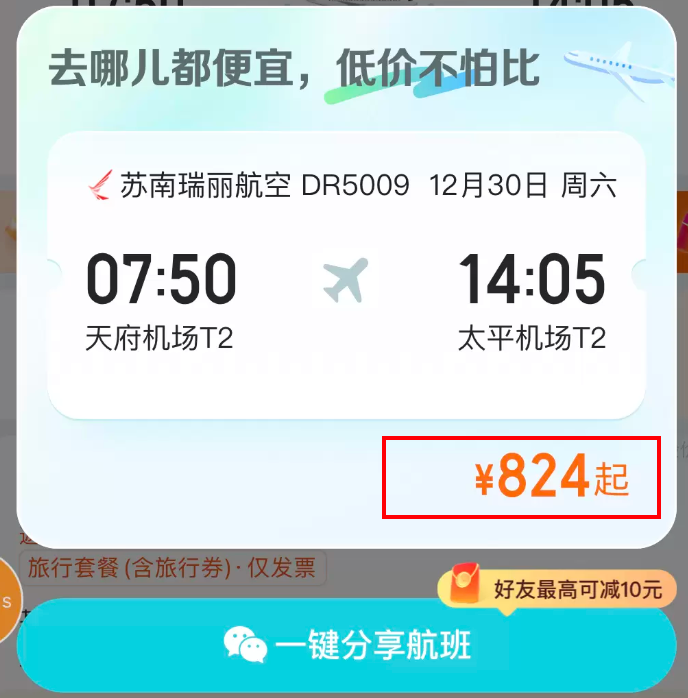 去哪儿都便宜，低价不怕比
苏南瑞丽航空 DR5009 12月30日 周六
07:50
14:05
天府机场T2
太平机场T2
¥824起
旅行套餐(含旅行券)·仅发票
好友最高可减10元
一键分享航班